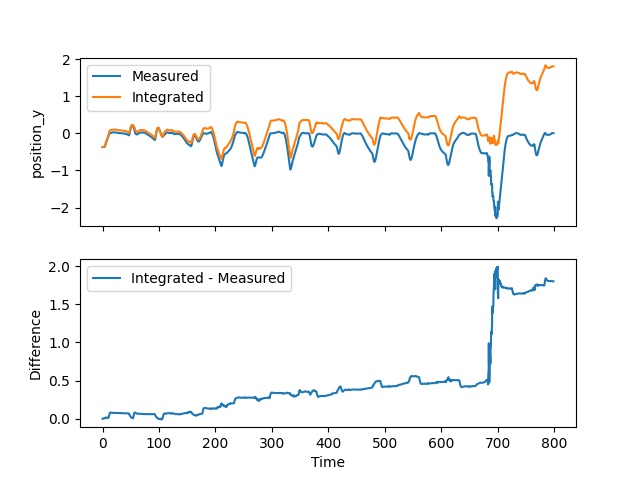 2
1
0
−1
−2
position_y
Measured
Integrated
2.0
1.5
1.0
0.5
0.0
Difference
Integrated - Measured
0 100 200 300 400 500 600 700 800
Time